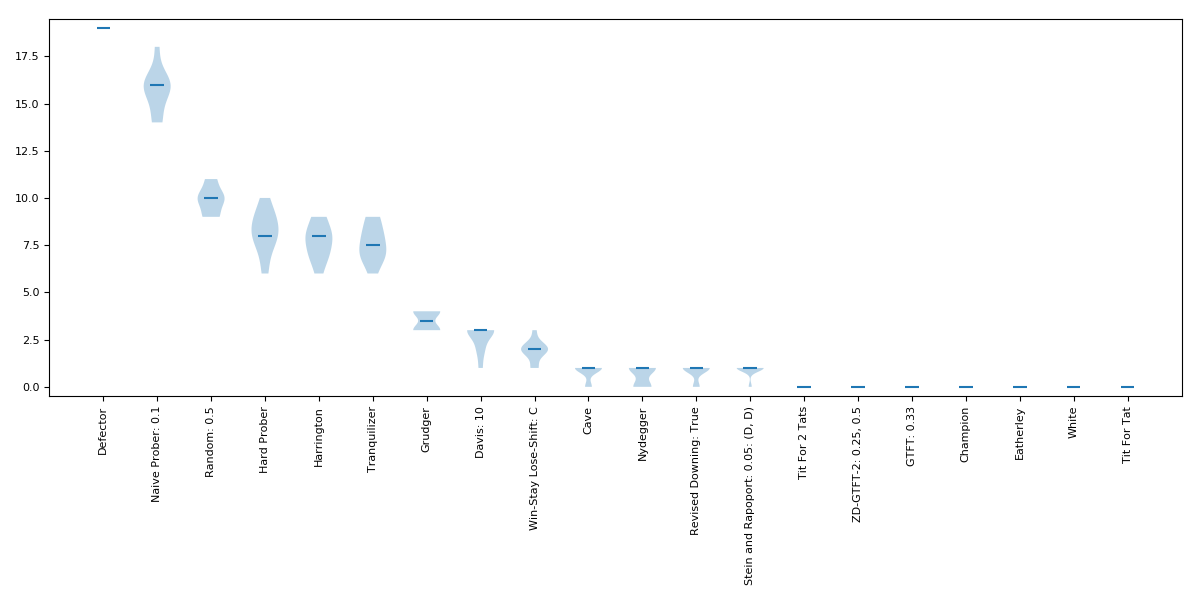 17.5
15.0
12.5
10.0
7.5
5.0
2.5
0.0
Defector
Naive Prober: 0.1
Random: 0.5
Hard Prober
Harrington
Tranquilizer
Grudger
Davis: 10
Win-Stay Lose-Shift: C
Cave
Nydegger
Revised Downing: True
Stein and Rapoport: 0.05: (D, D)
Tit For 2 Tats
ZD-GTFT-2: 0.25, 0.5
GTFT: 0.33
Champion
Eatherley
White
Tit For Tat